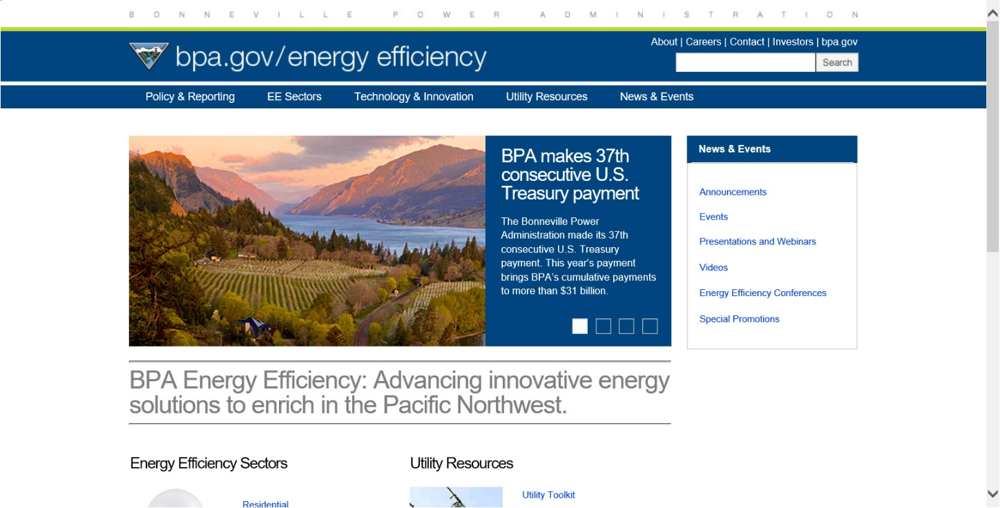 BONNEVILLE POWER ADMINISTRATION
About | Careers | Contact | Investors | bpa.gov
bpa.gov/energy efficiency
Search
Policy & Reporting EE Sectors Technology & Innovation Utility Resources News & Events
BPA makes 37th
consecutive U.S.
Treasury payment
The Bonneville Power
Administration made its 37th
consecutive U.S. Treasury
payment. This year's payment
brings BPA's cumulative payments
to more than $31 billion.
News & Events
Announcements
Events
Presentations and Webinars
Videos
Energy Efficiency Conferences
Special Promotions
BPA Energy Efficiency: Advancing innovative energy
solutions to enrich in the Pacific Northwest.
Energy Efficiency Sectors
Residential
Utility Resources
Utility Toolkit